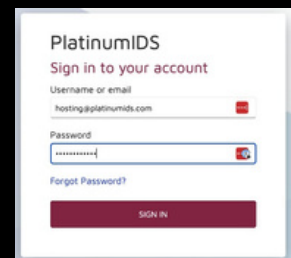 PlatinumIDS
Sign in to your account
Username or email
hosting@platinumids.com
Password
Forgot Password?
SIGN IN